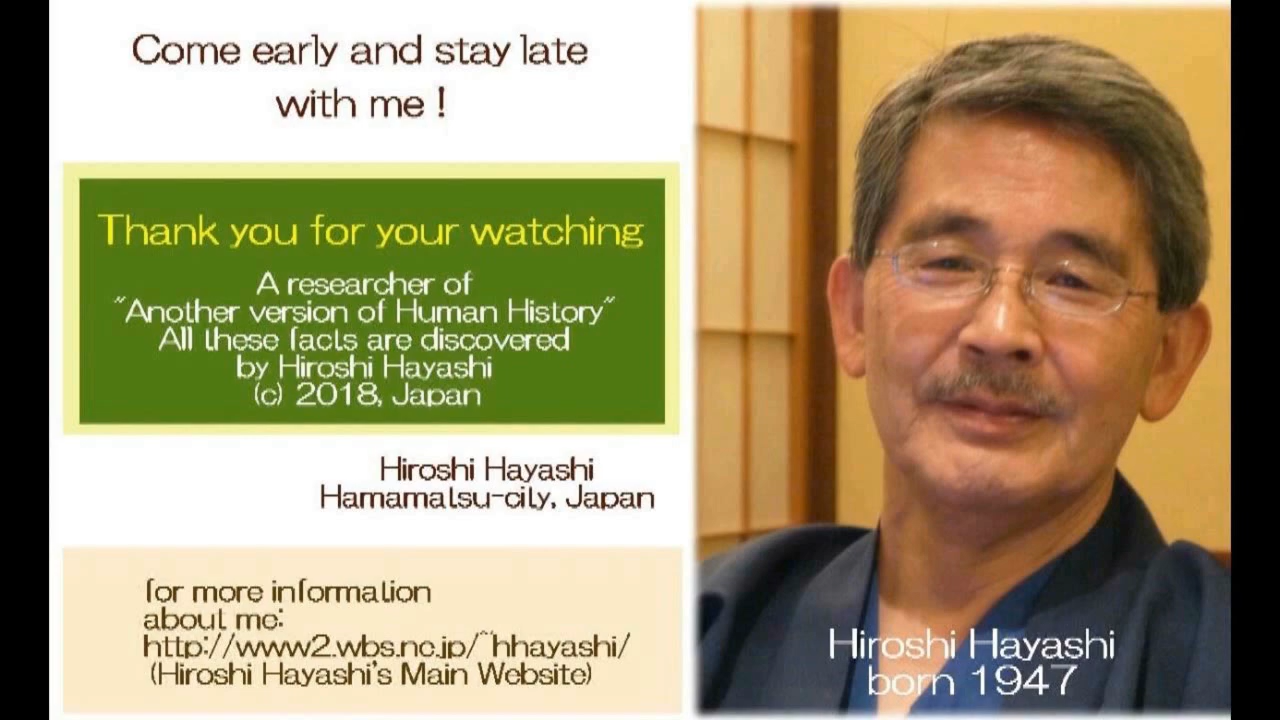 Come early and stay late
with me !
Thank you for your watching
A researcher of
"Another version of Human History"
All these facts are discovered
by Hiroshi Hayashi
(c) 2018, Japan
Hiroshi Hayashi
Hamamatsu-city, Japan
for more information
about me:
http://www2.wbs.ne.jp/~hhayashi/
(Hiroshi Hayashi's Main Website)
Hiroshi Hayashi
born 1947